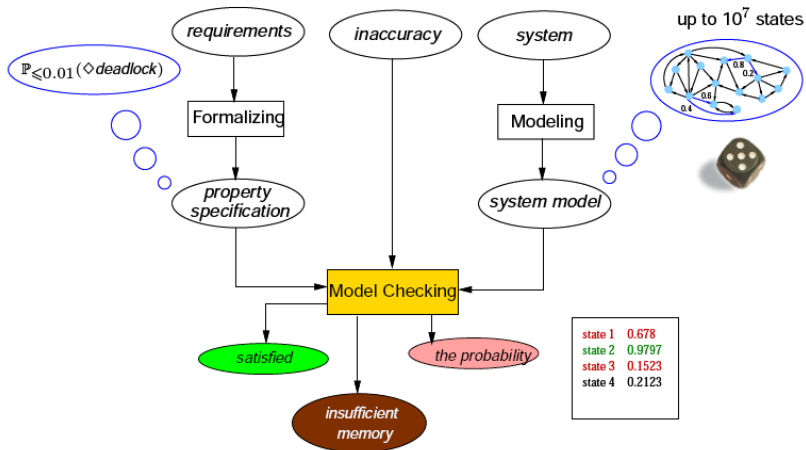 requirements
inaccuracy
system
up to 10⁷ states
ℙ⩽0.01(◇deadlock)
0.8
0.2
0.6
0.4
Formalizing
Modeling
property
specification
system model
Model Checking
satisfied
the probability
insufficient
memory
state 1 0.678
state 2 0.9797
state 3 0.1523
state 4 0.2123